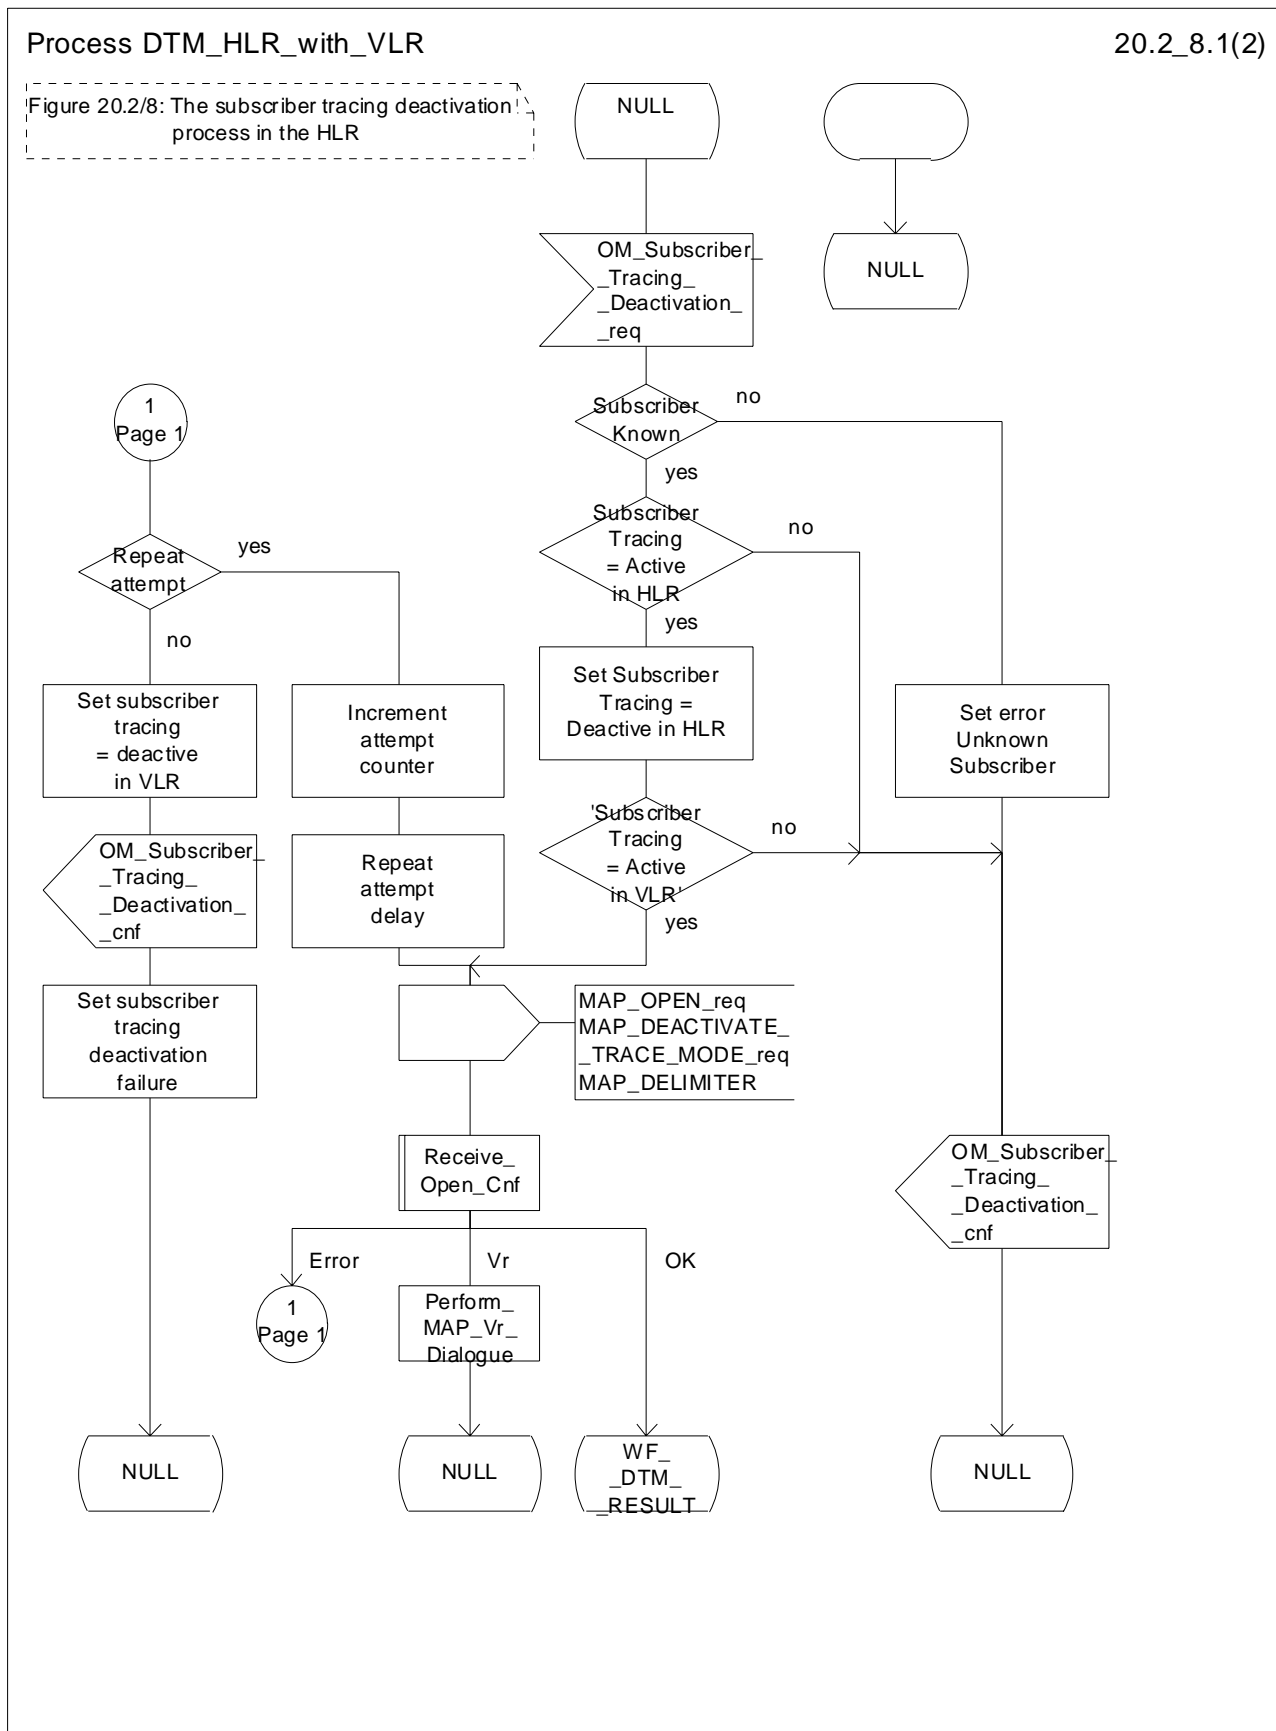 Process DTM_HLR_with_VLR
20.2_8.1(2)
Figure 20.2/8: The subscriber tracing deactivation
process in the HLR
NULL
NULL
OM_Subscriber_
_Tracing_
_Deactivation_
_req
Subscriber
Known
no
yes
1
Page 1
Subscriber
Tracing
= Active
in HLR
no
yes
Repeat
attempt
yes
no
Set subscriber
tracing
= deactive
in VLR
Increment
attempt
counter
Set Subscriber
Tracing =
Deactive in HLR
Set error
Unknown
Subscriber
'Subscriber
Tracing
= Active
in VLR'
no
yes
OM_Subscriber_
_Tracing_
_Deactivation_
_cnf
Repeat
attempt
delay
Set subscriber
tracing
deactivation
failure
MAP_OPEN_req
MAP_DEACTIVATE_
_TRACE_MODE_req
MAP_DELIMITER
Receive_
_Open_Cnf
OM_Subscriber_
_Tracing_
_Deactivation_
_cnf
Error
Vr
OK
1
Page 1
Perform_
_MAP_Vr_
_Dialogue
NULL
NULL
WF_
_DTM_
_RESULT
NULL